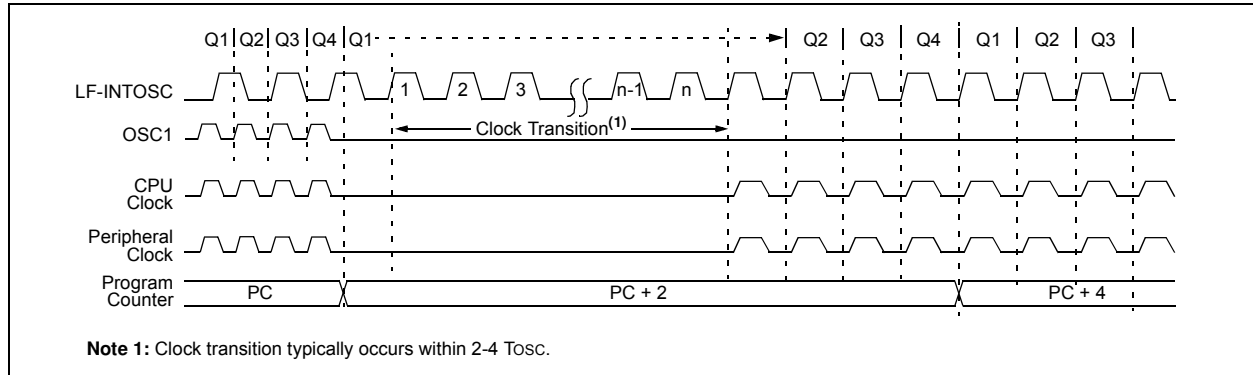 Q1 Q2 Q3 Q4 Q1 Q2 Q3 Q4 Q1 Q2 Q3
LF-INTOSC 1 2 3 n-1 n
OSC1
Clock Transition(1)
CPU
Clock
Peripheral
Clock
Program
Counter
PC PC + 2 PC + 4
Note 1: Clock transition typically occurs within 2-4 TOSC.